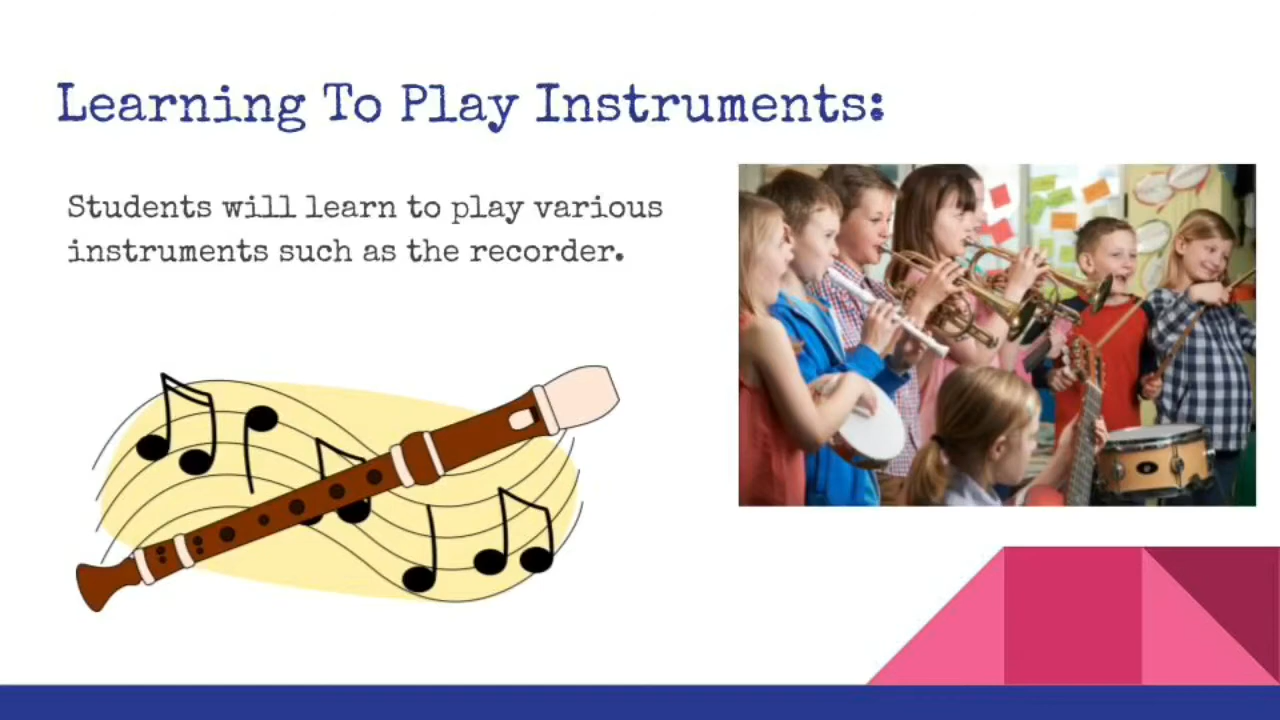 Learning To Play Instruments:
Students will learn to play various
instruments such as the recorder.